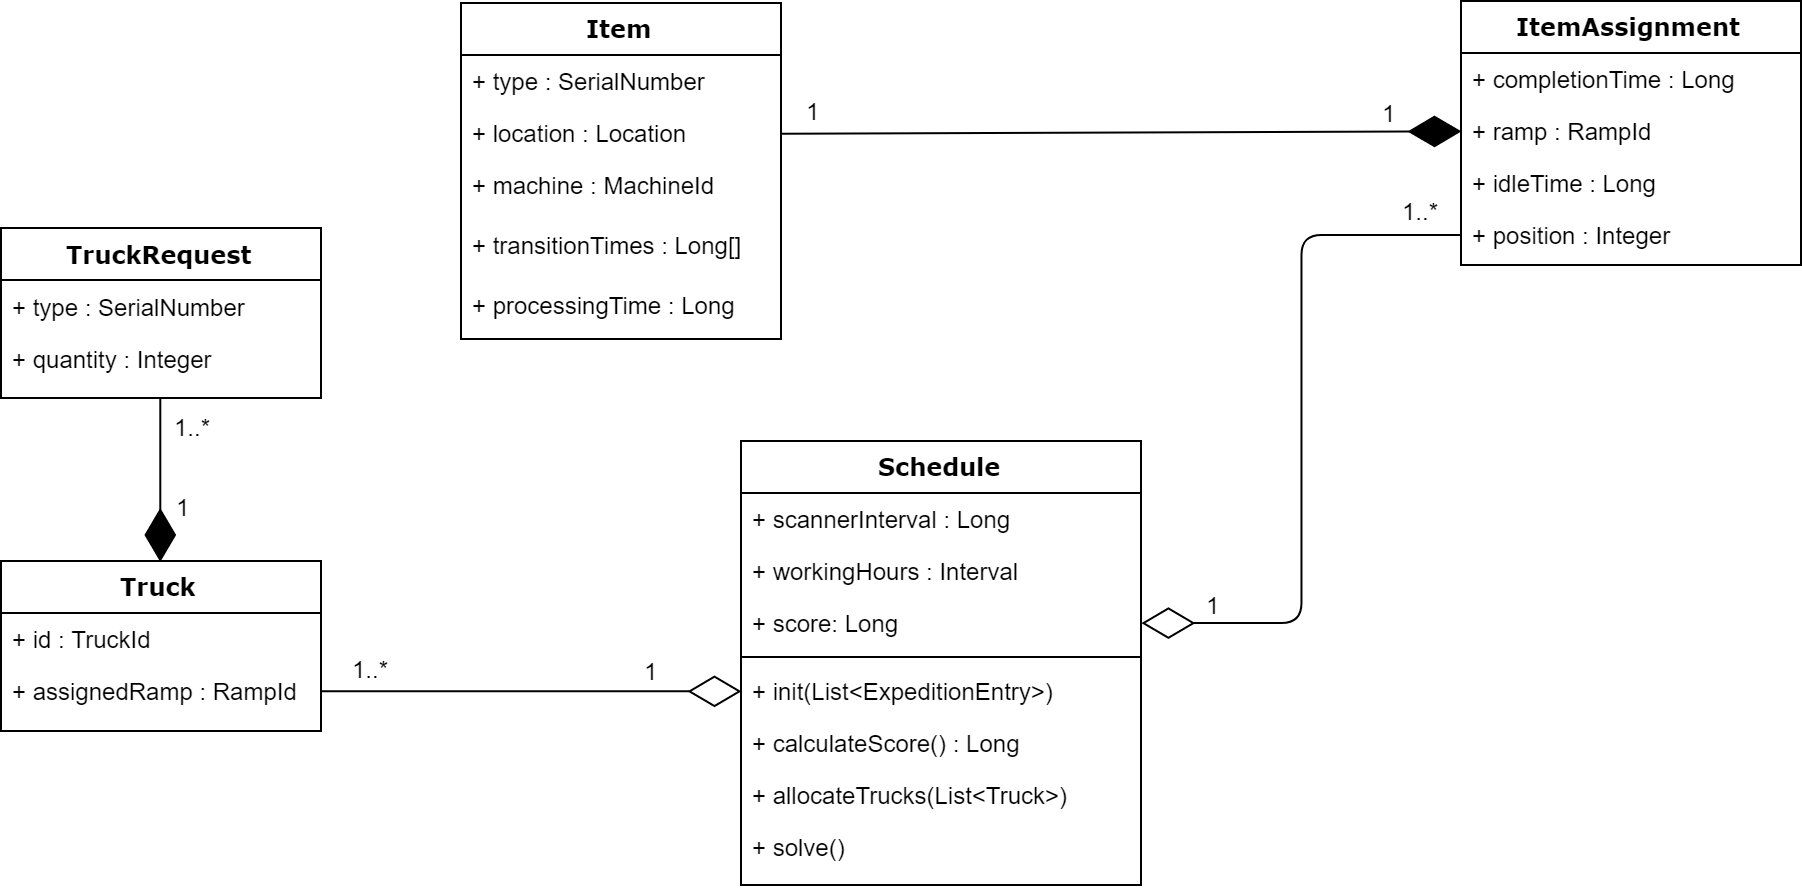 Item
+ type : SerialNumber
+ location : Location
+ machine : MachineId
+ transitionTimes : Long[]
+ processingTime : Long
1
1
ItemAssignment
+ completionTime : Long
+ ramp : RampId
+ idleTime : Long
+ position : Integer
1..*
TruckRequest
+ type : SerialNumber
+ quantity : Integer
1..*
1
Truck
+ id : TruckId
+ assignedRamp : RampId
1..*
1
Schedule
+ scannerInterval : Long
+ workingHours : Interval
+ score: Long
+ init(List<ExpeditionEntry>)
+ calculateScore() : Long
+ allocateTrucks(List<Truck>)
+ solve()
1